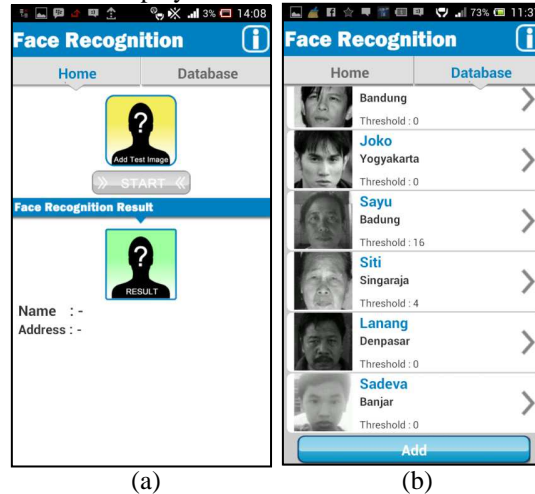 3% 14:08
Face Recognition i
Home Database
?
Add Test Image
START
Face Recognition Result
?
RESULT
Name : -
Address : -
(a)
73% 11:3
Face Recognition i
Home Database
Bandung
Threshold : 0
Joko
Yogyakarta
Threshold : 0
Sayu
Badung
Threshold : 16
Siti
Singaraja
Threshold : 4
Lanang
Denpasar
Threshold : 0
Sadeva
Banjar
Threshold : 0
Add
(b)